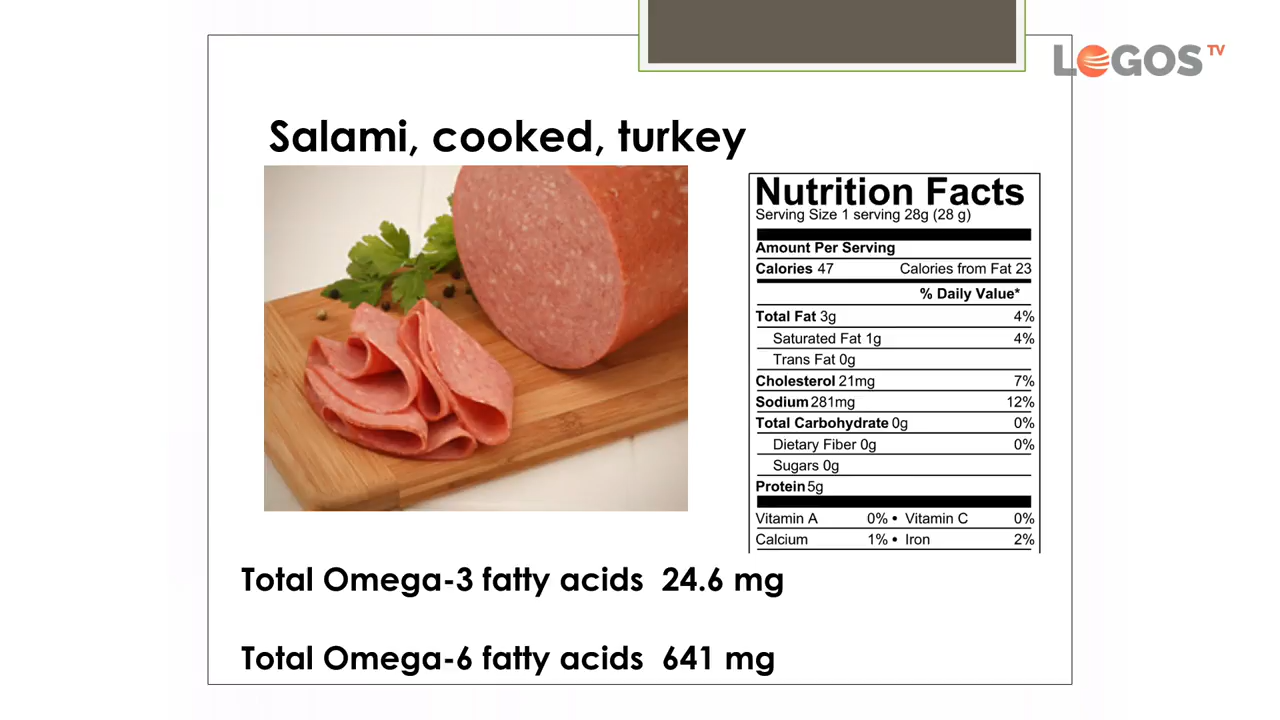 LOGOS TV
Salami, cooked, turkey
Nutrition Facts
Serving Size 1 serving 28g (28 g)
Amount Per Serving
Calories 47 Calories from Fat 23
% Daily Value*
Total Fat 3g 4%
Saturated Fat 1g 4%
Trans Fat 0g
Cholesterol 21mg 7%
Sodium 281mg 12%
Total Carbohydrate 0g 0%
Dietary Fiber 0g 0%
Sugars 0g
Protein 5g
Vitamin A 0% • Vitamin C 0%
Calcium 1% • Iron 2%
Total Omega-3 fatty acids 24.6 mg
Total Omega-6 fatty acids 641 mg